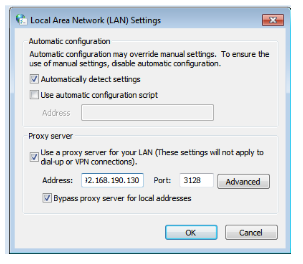 Local Area Network (LAN) Settings
Automatic configuration
Automatic configuration may override manual settings. To ensure the
use of manual settings, disable automatic configuration.
Automatically detect settings
Use automatic configuration script
Address
Proxy server
Use a proxy server for your LAN (These settings will not apply to
dial-up or VPN connections).
Address: 2.168.190.130 Port: 3128 Advanced
Bypass proxy server for local addresses
OK Cancel